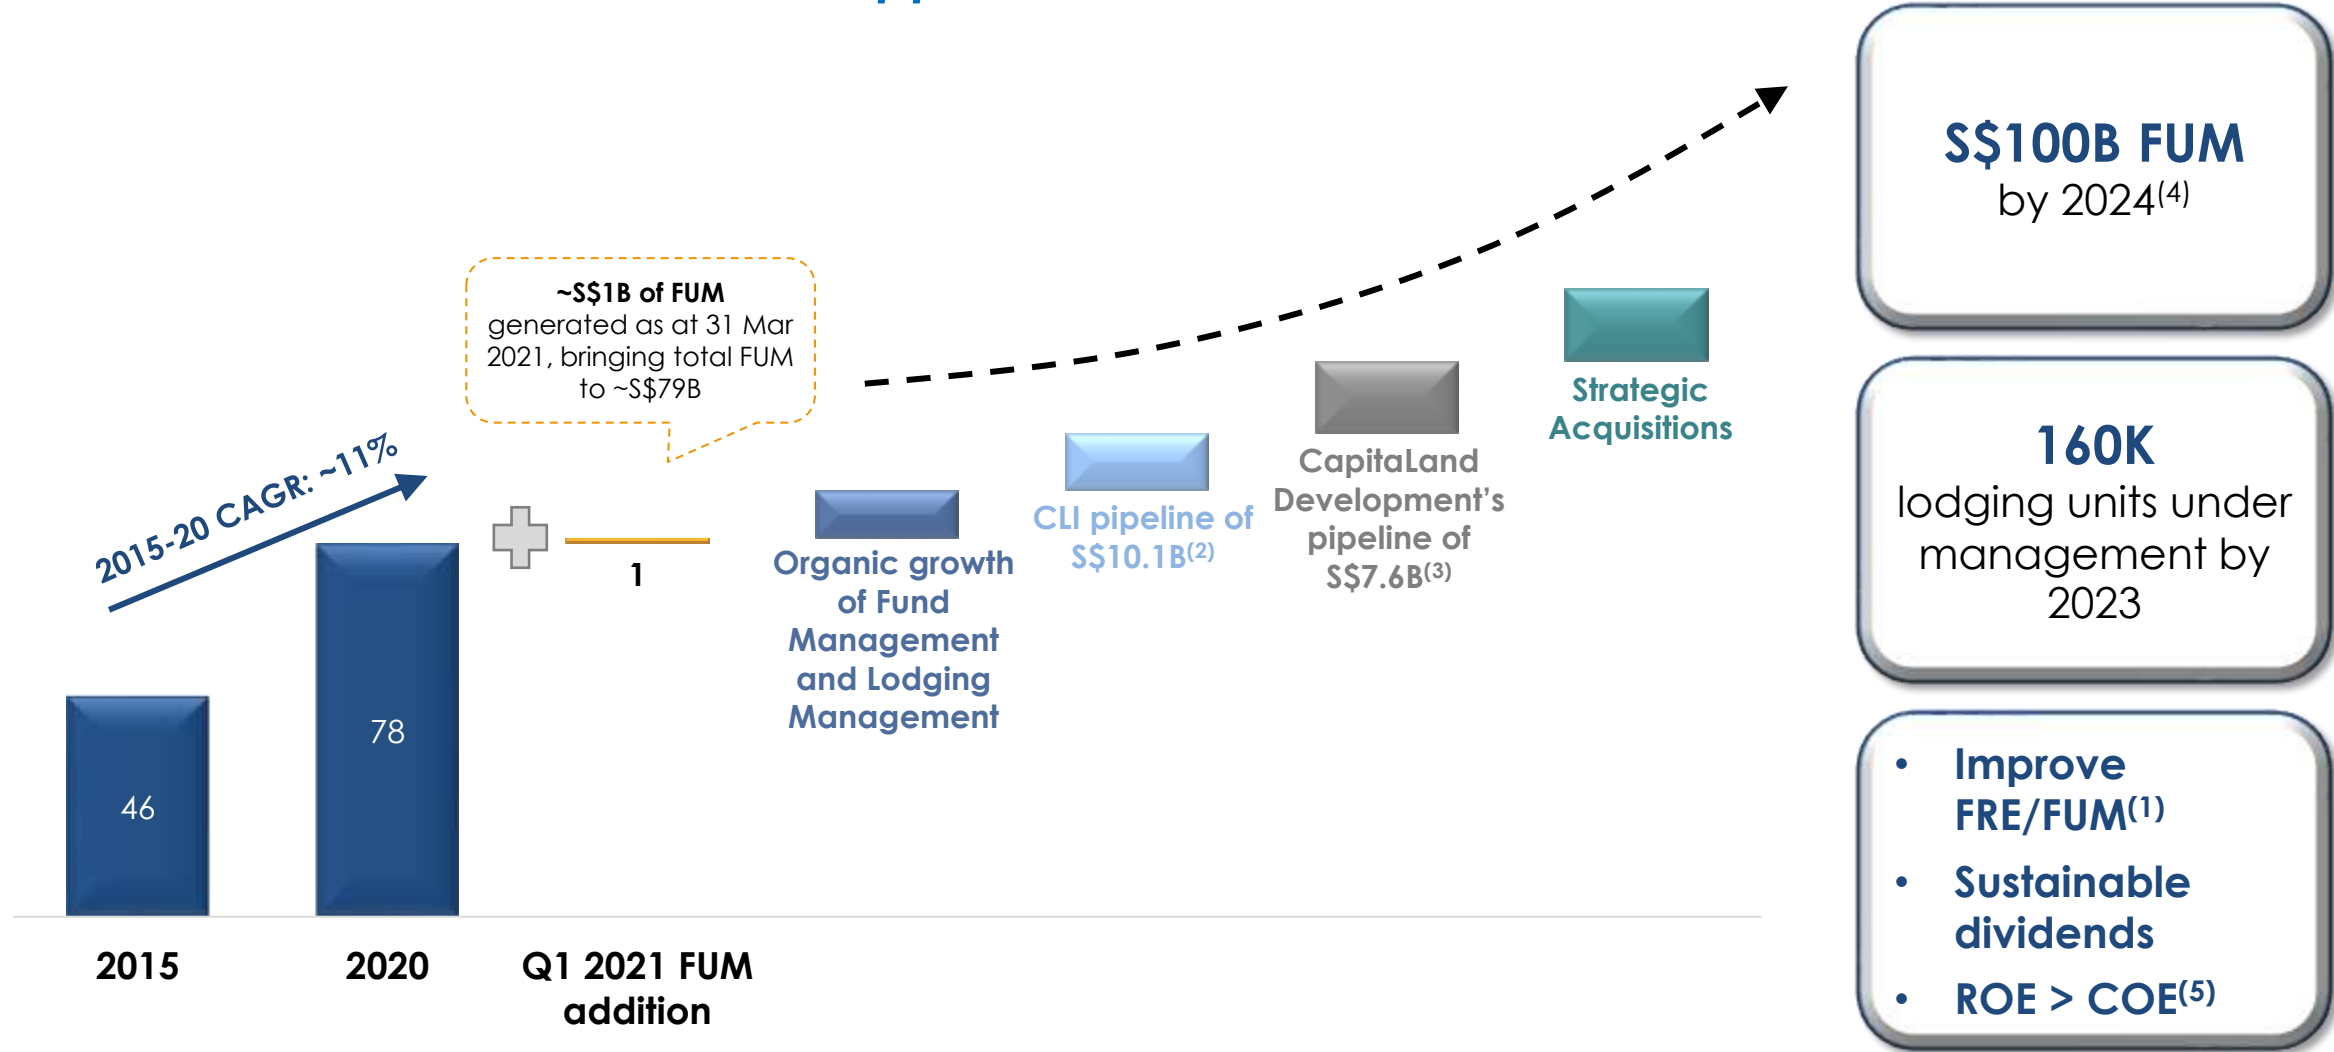 2015-20 CAGR: ~11%
46
78
~S$1B of FUM
generated as at 31 Mar
2021, bringing total FUM
to ~S$79B
1
Organic growth
of Fund
Management
and Lodging
Management
CLI pipeline of
S$10.1B(2)
CapitaLand
Development’s
pipeline of
S$7.6B(3)
Strategic
Acquisitions
2015
2020
Q1 2021 FUM
addition
S$100B FUM
by 2024(4)
160K
lodging units under
management by
2023
• Improve
FRE/FUM(1)
• Sustainable
dividends
• ROE > COE(5)